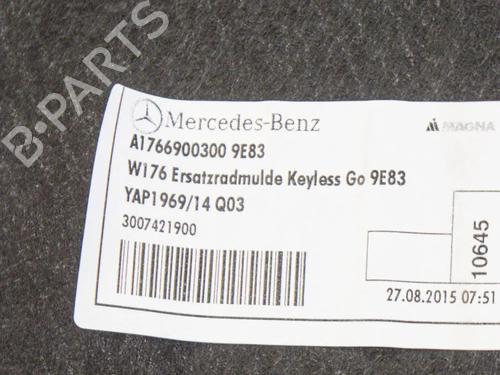 B-PARTS
Mercedes-Benz
MAGNA
A1766900300 9E83
W176 Ersatzradmulde Keyless Go 9E83
YAP1969/14 Q03
3007421900
10645
27.08.2015 07:51